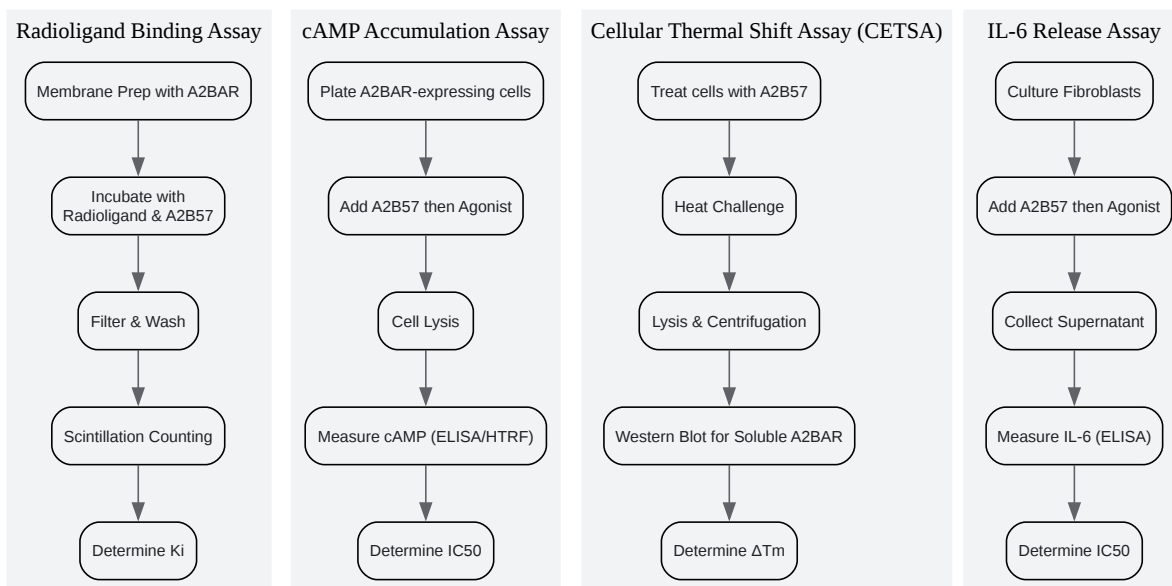 Radioligand Binding Assay
Membrane Prep with A2BAR
Incubate with
Radioligand & A2B57
Filter & Wash
Scintillation Counting
Determine Ki
cAMP Accumulation Assay
Plate A2BAR-expressing cells
Add A2B57 then Agonist
Cell Lysis
Measure cAMP (ELISA/HTRF)
Determine IC50
Cellular Thermal Shift Assay (CETSA)
Treat cells with A2B57
Heat Challenge
Lysis & Centrifugation
Western Blot for Soluble A2BAR
Determine ΔTm
IL-6 Release Assay
Culture Fibroblasts
Add A2B57 then Agonist
Collect Supernatant
Measure IL-6 (ELISA)
Determine IC50